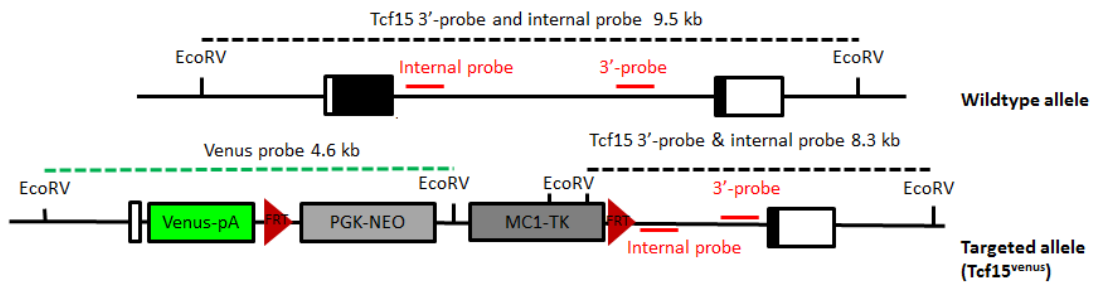 Tcf15 3’-probe and internal probe 9.5 kb
EcoRV
EcoRV
Internal probe
3’-probe
Wildtype allele
Venus probe 4.6 kb
Tcf15 3’-probe & internal probe 8.3 kb
EcoRV
EcoRV
EcoRV
EcoRV
3’-probe
Venus-pA
FRT
PGK-NEO
MC1-TK
FRT
Internal probe
Targeted allele
(Tcf15venus)